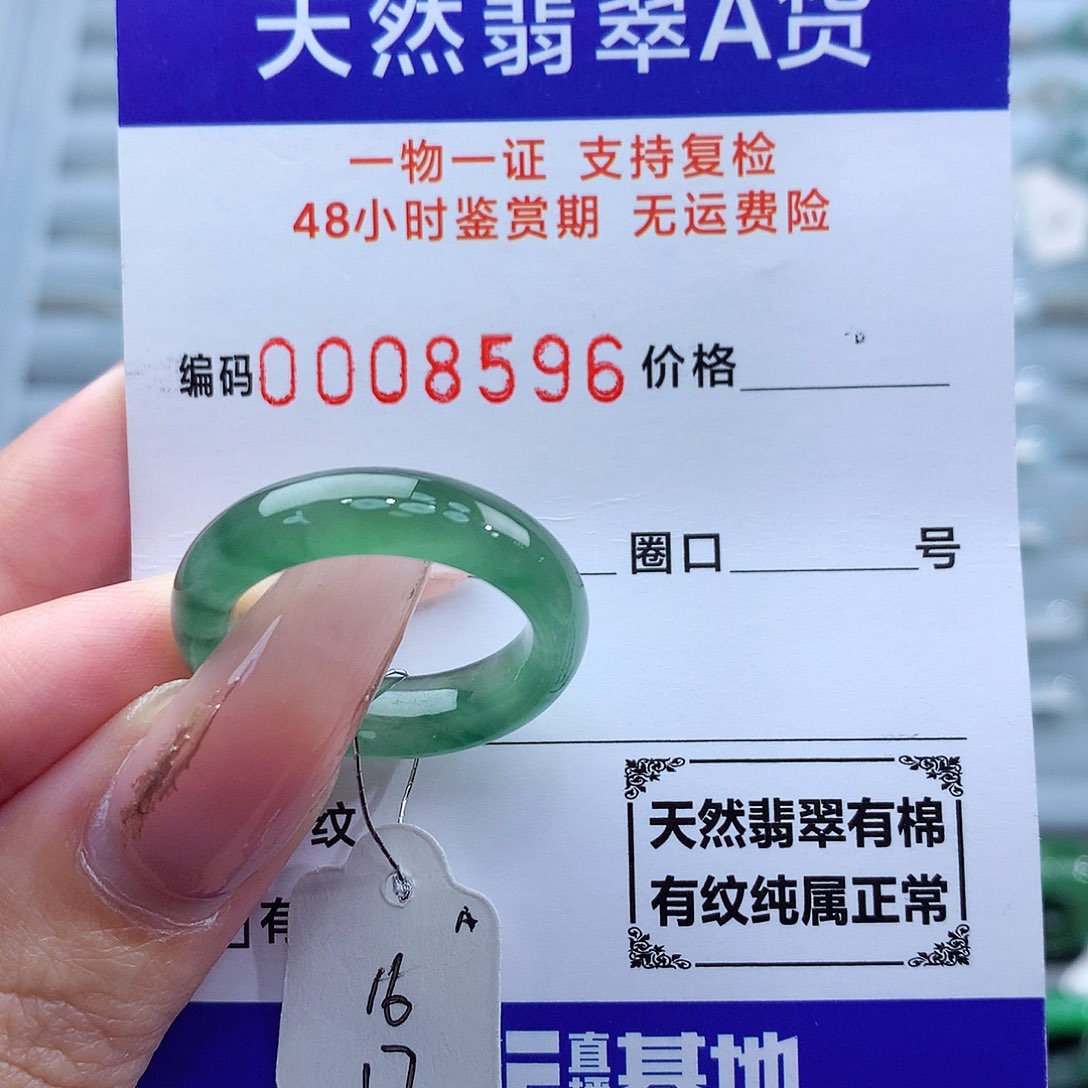 天然翡翠A货
一物一证 支持复检
48小时鉴赏期 无运费险
编码0008596 价格
圈口 号
纹
有
天然翡翠有棉
有纹纯属正常
A
16
17
直播基地